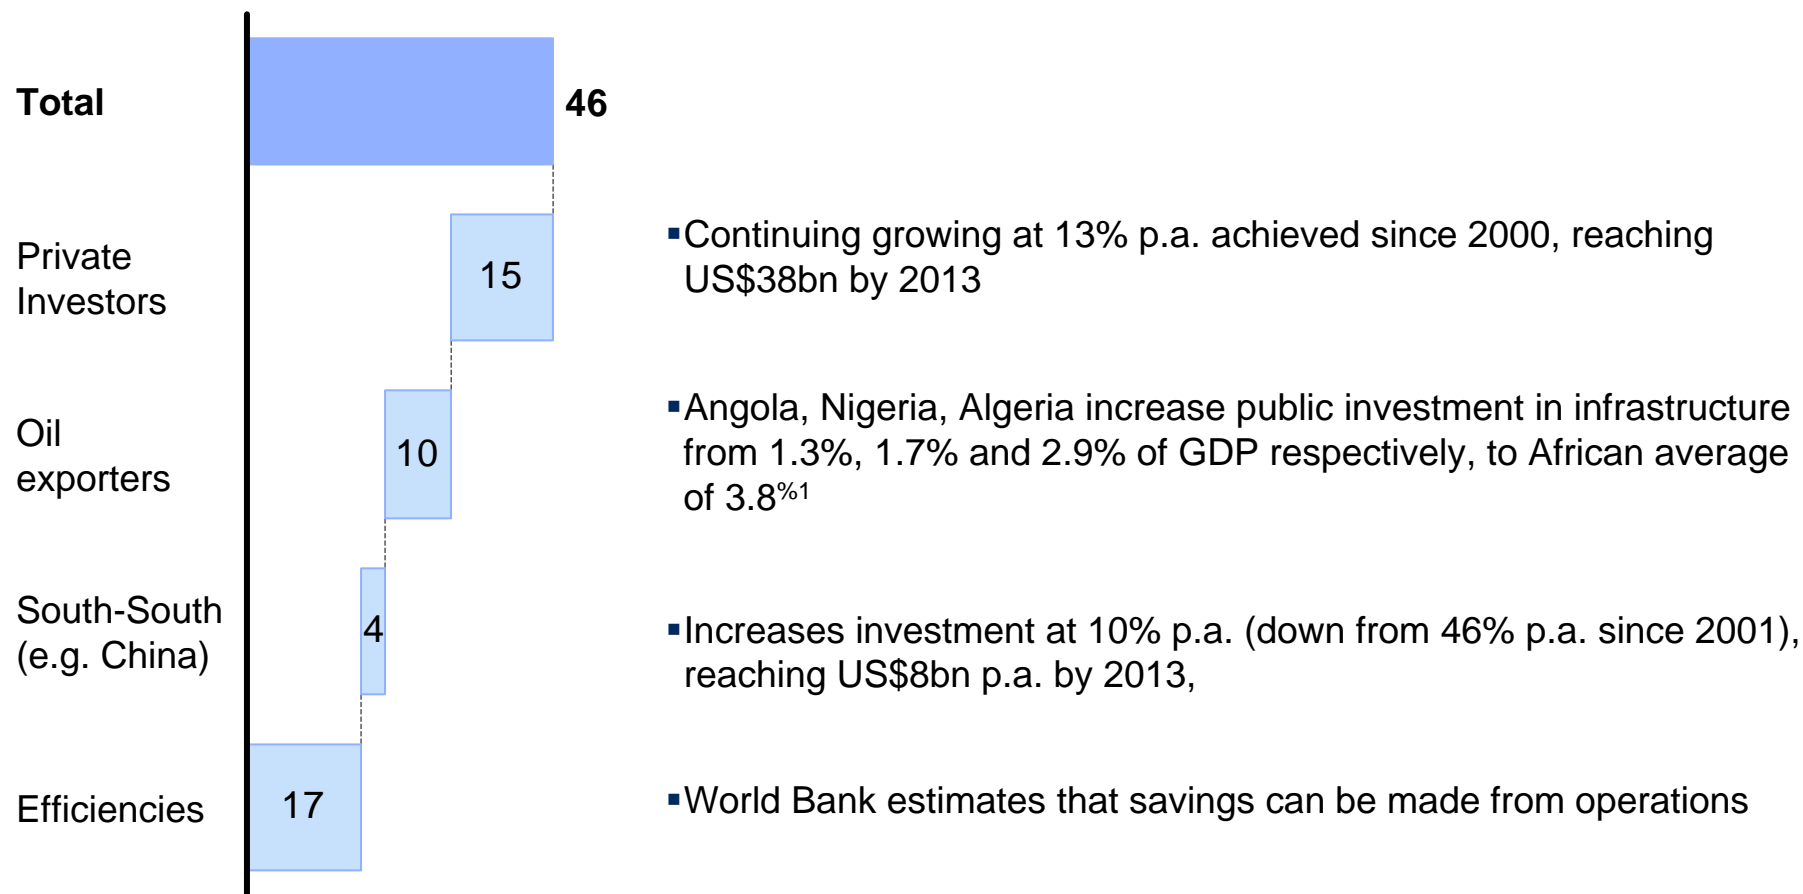 Total
46
Private
Investors
15
▪Continuing growing at 13% p.a. achieved since 2000, reaching
US$38bn by 2013
Oil
exporters
10
▪Angola, Nigeria, Algeria increase public investment in infrastructure
from 1.3%, 1.7% and 2.9% of GDP respectively, to African average
of 3.8%1
South-South
(e.g. China)
4
▪Increases investment at 10% p.a. (down from 46% p.a. since 2001),
reaching US$8bn p.a. by 2013,
Efficiencies
17
▪World Bank estimates that savings can be made from operations